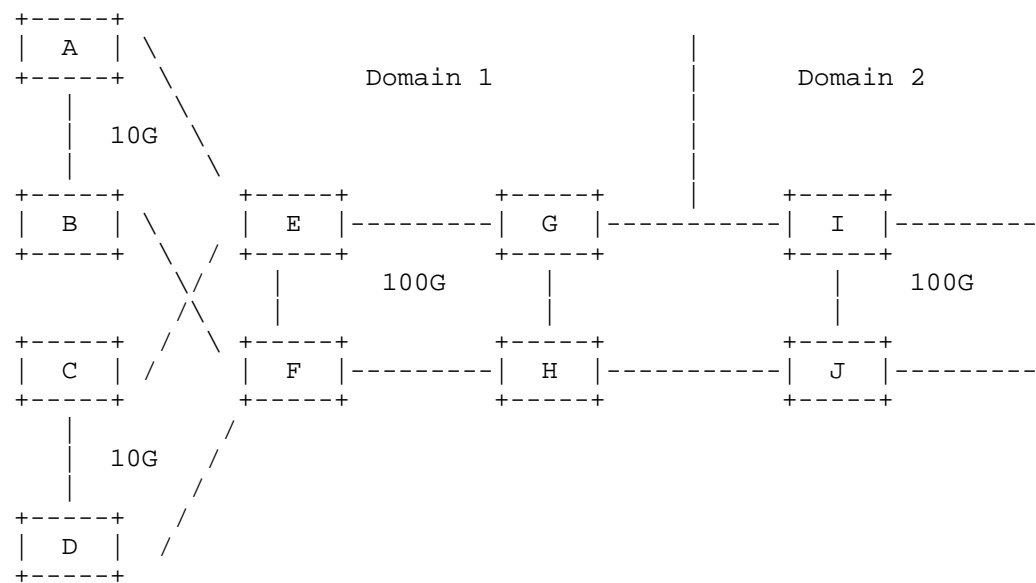 A
Domain 1 Domain 2
10G
B E G I
100G 100G
C F H J
10G
D